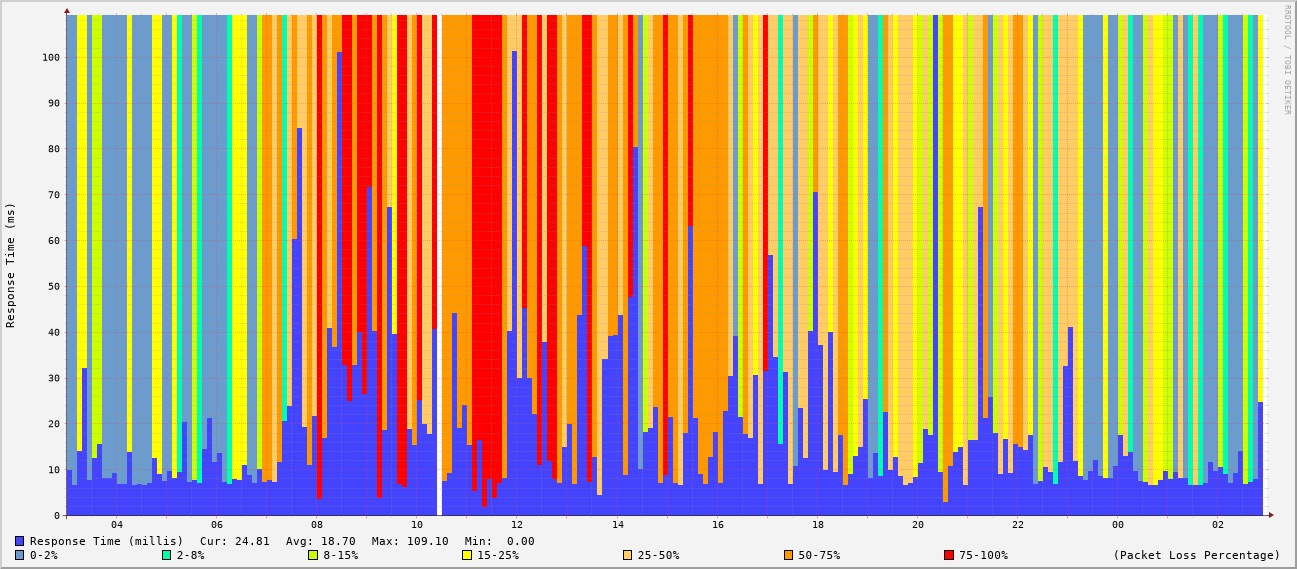 RRDTOOL / TOBI OETIKER
Response Time (ms)
100
90
80
70
60
50
40
30
20
10
0
04 06 08 10 12 14 16 18 20 22 00 02
Response Time (millis) Cur: 24.81 Avg: 18.70 Max: 109.10 Min: 0.00
0-2% 2-8% 8-15% 15-25% 25-50% 50-75% 75-100% (Packet Loss Percentage)